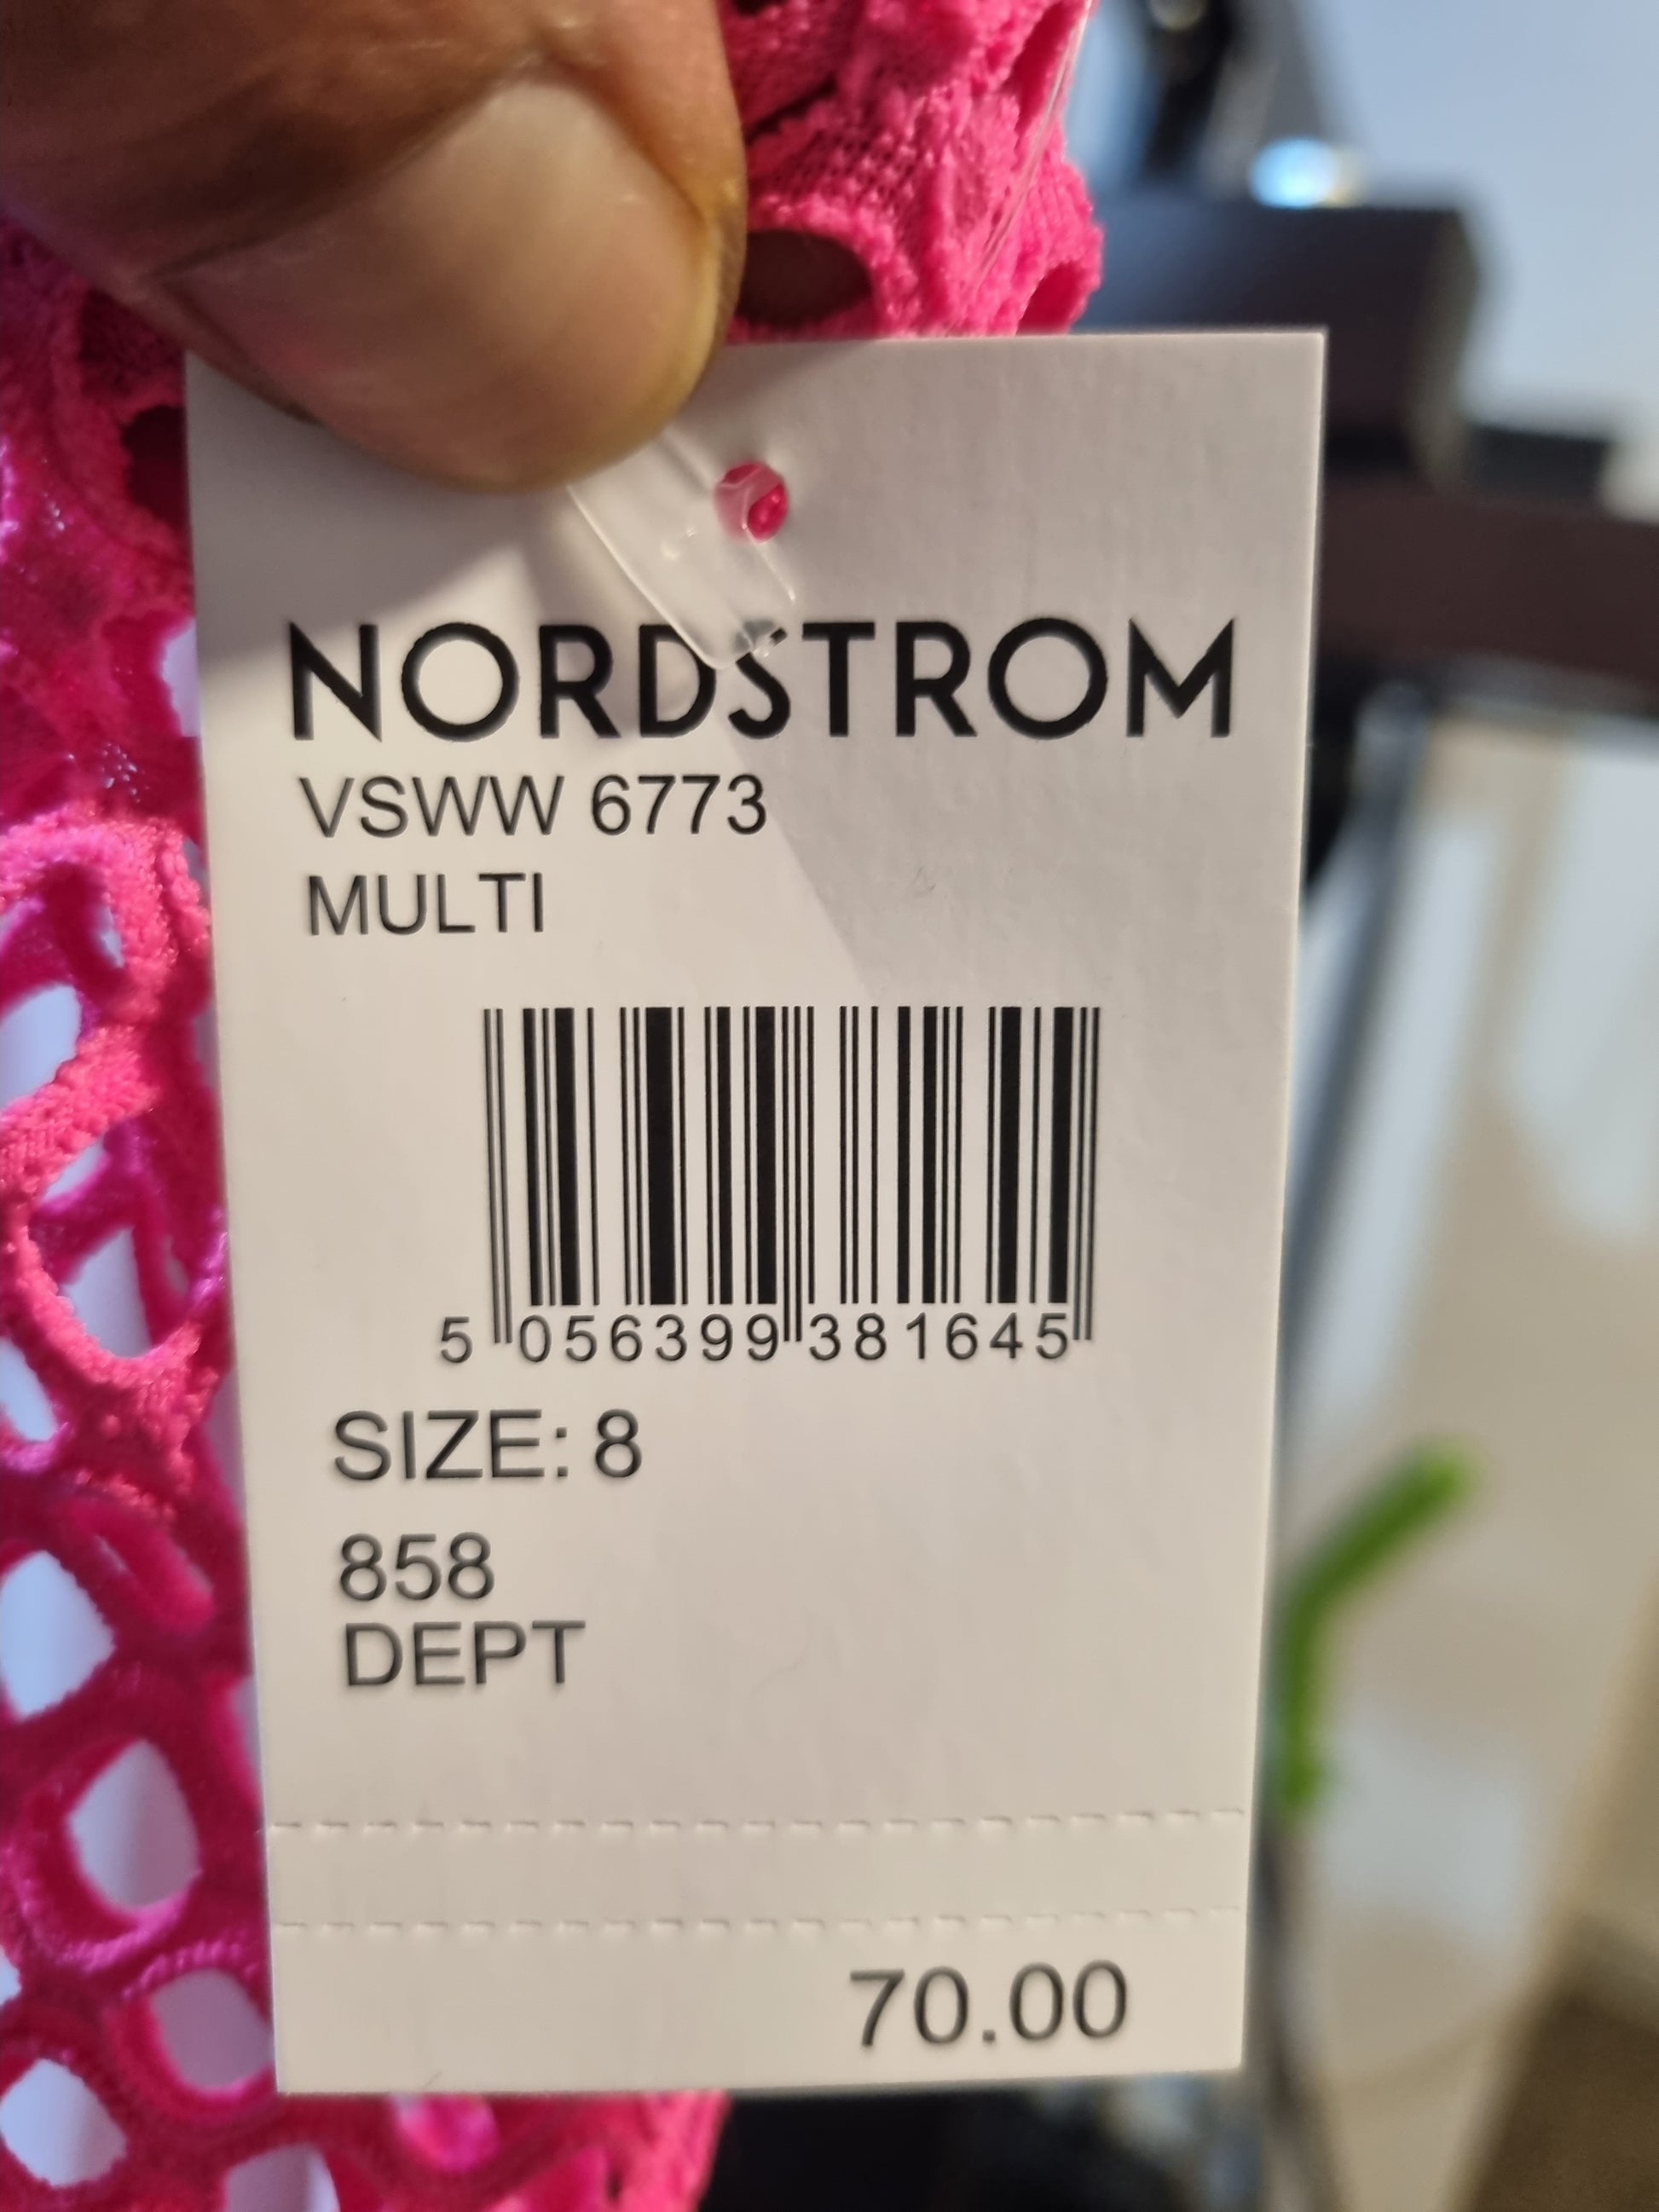 NORDSTROM
VSWW 6773
MULTI
5 056399 381645
SIZE: 8
858
DEPT
70.00